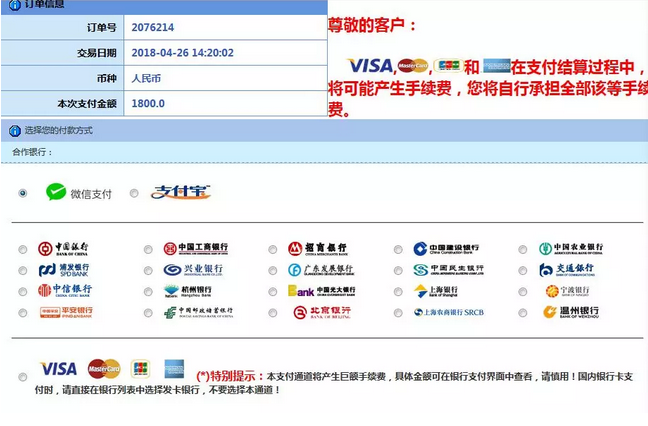 订单信息
订单号 2076214
交易日期 2018-04-26 14:20:02
币种 人民币
本次支付金额 1800.0
尊敬的客户：
VISA,MasterCard,JCB和 在支付结算过程中，
将可能产生手续费，您将自行承担全部该等手续
费。
选择您的付款方式
合作银行：
微信支付 支付宝
中国银行 BANK OF CHINA 中国工商银行 招商银行 中国建设银行 China Construction Bank 中国农业银行 AGRICULTURAL BANK OF CHINA
浦发银行 SPD BANK 兴业银行 广东发展银行 中国民生银行 交通银行
中信银行 CHINA CITIC BANK 杭州银行 Hangzhou Bank Bank 中国光大银行 上海银行 Bank of Shanghai 宁波银行
平安银行 中国邮政储蓄银行 北京银行 BANK OF BEIJING 上海农商银行 SRCB 温州银行 BANK OF WENZHOU
VISA MasterCard JCB (*)特别提示：本支付通道将产生巨额手续费，具体金额可在银行支付界面中查看，请慎用！国内银行卡支
付时，请直接在银行列表中选择发卡银行，不要选择本通道！